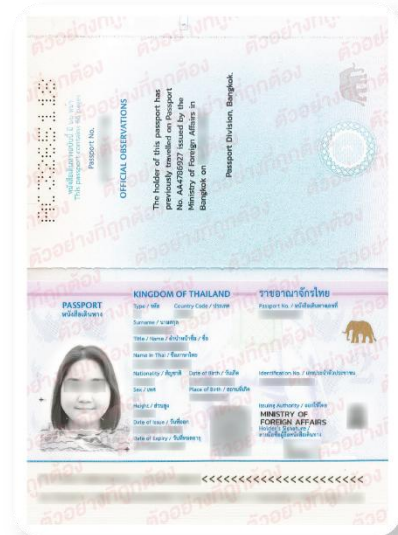 หนังสือเดินทางฉบับนี้ มี
This passport contains
Passport No.
OFFICIAL OBSERVATIONS
The holder of this passport has
previously travelled on Passport
No. AA4780927 issued by the
Ministry of Foreign Affairs in
Bangkok on
Passport Division, Bangkok.
PASSPORT
หนังสือเดินทาง
KINGDOM OF THAILAND
ราชอาณาจักรไทย
Type / ชนิด
Country Code / ประเทศ
Passport No. / หนังสือเดินทางเลขที่
Surname / นามสกุล
Title / Name / คำนำหน้าชื่อ / ชื่อ
Name in Thai / ชื่อภาษาไทย
Nationality / สัญชาติ
Date of Birth / วันเกิด
Identification No. / เลขประจำตัวประชาชน
Sex / เพศ
Place of Birth / สถานที่เกิด
Height / ส่วนสูง
Issuing Authority / ออกให้โดย
MINISTRY OF
FOREIGN AFFAIRS
Date of Issue / วันที่ออก
Holder's Signature /
ลายมือชื่อผู้ถือหนังสือเดินทาง
Date of Expiry / วันที่หมดอายุ
<<<<<<<<<<<<<<<<<<<<<<<
ตัวอย่างที่ถูกต้อง